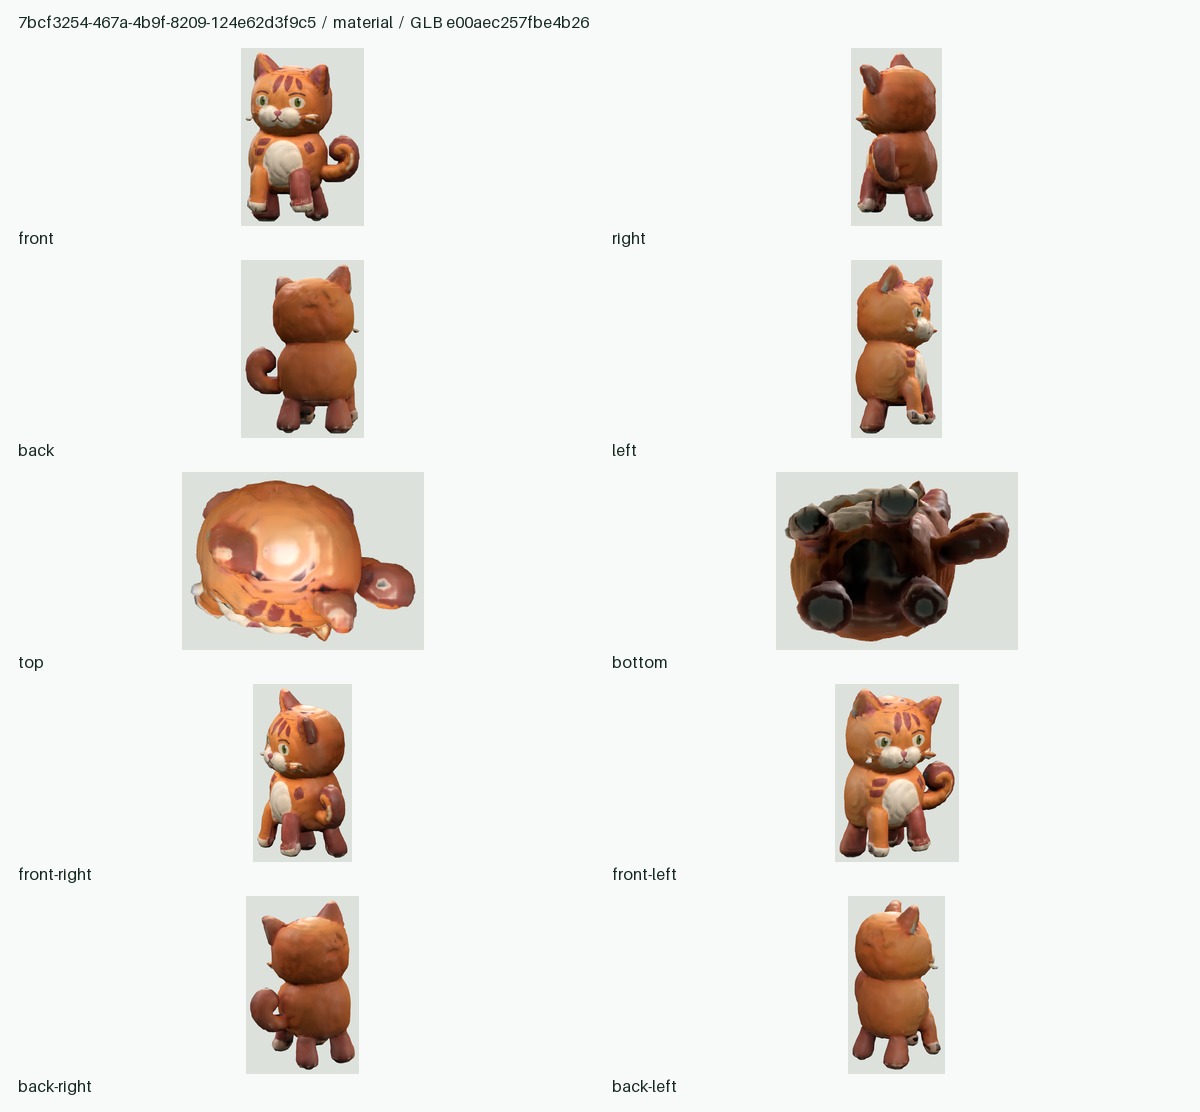 7bcf3254-467a-4b9f-8209-124e62d3f9c5 / material / GLB e00aec257fbe4b26
front
right
back
left
top
bottom
front-right
front-left
back-right
back-left